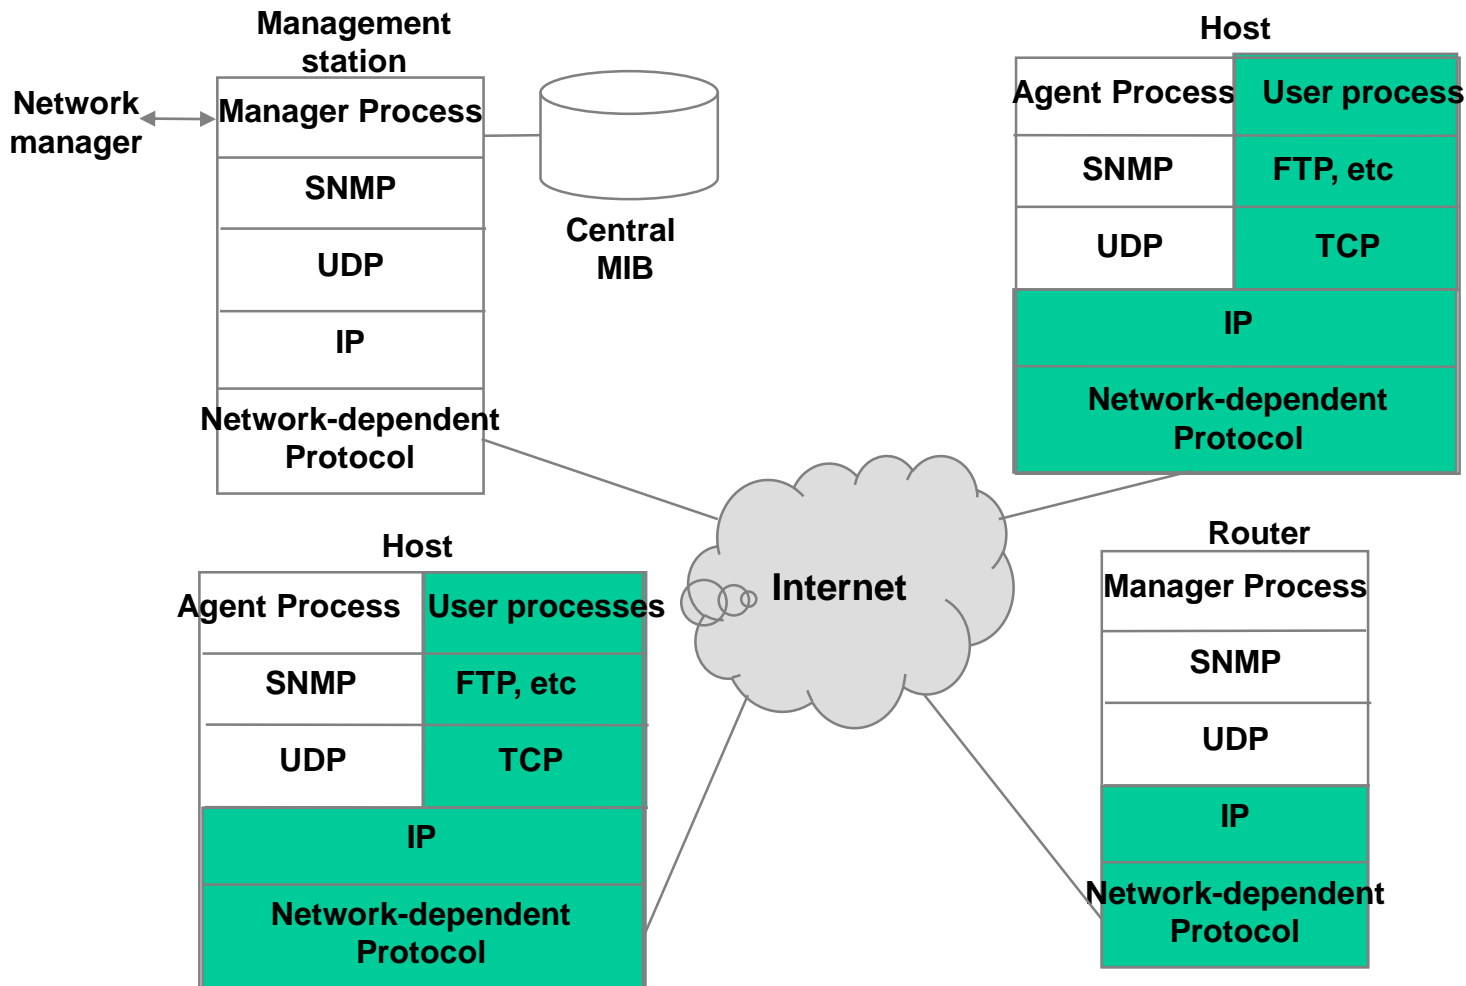 Management
station
Network
manager
Manager Process
SNMP
UDP
IP
Network-dependent
Protocol
Central
MIB
Host
Agent Process
User process
SNMP
FTP, etc
UDP
TCP
IP
Network-dependent
Protocol
Internet
Host
Agent Process
User processes
SNMP
FTP, etc
UDP
TCP
IP
Network-dependent
Protocol
Router
Manager Process
SNMP
UDP
IP
Network-dependent
Protocol